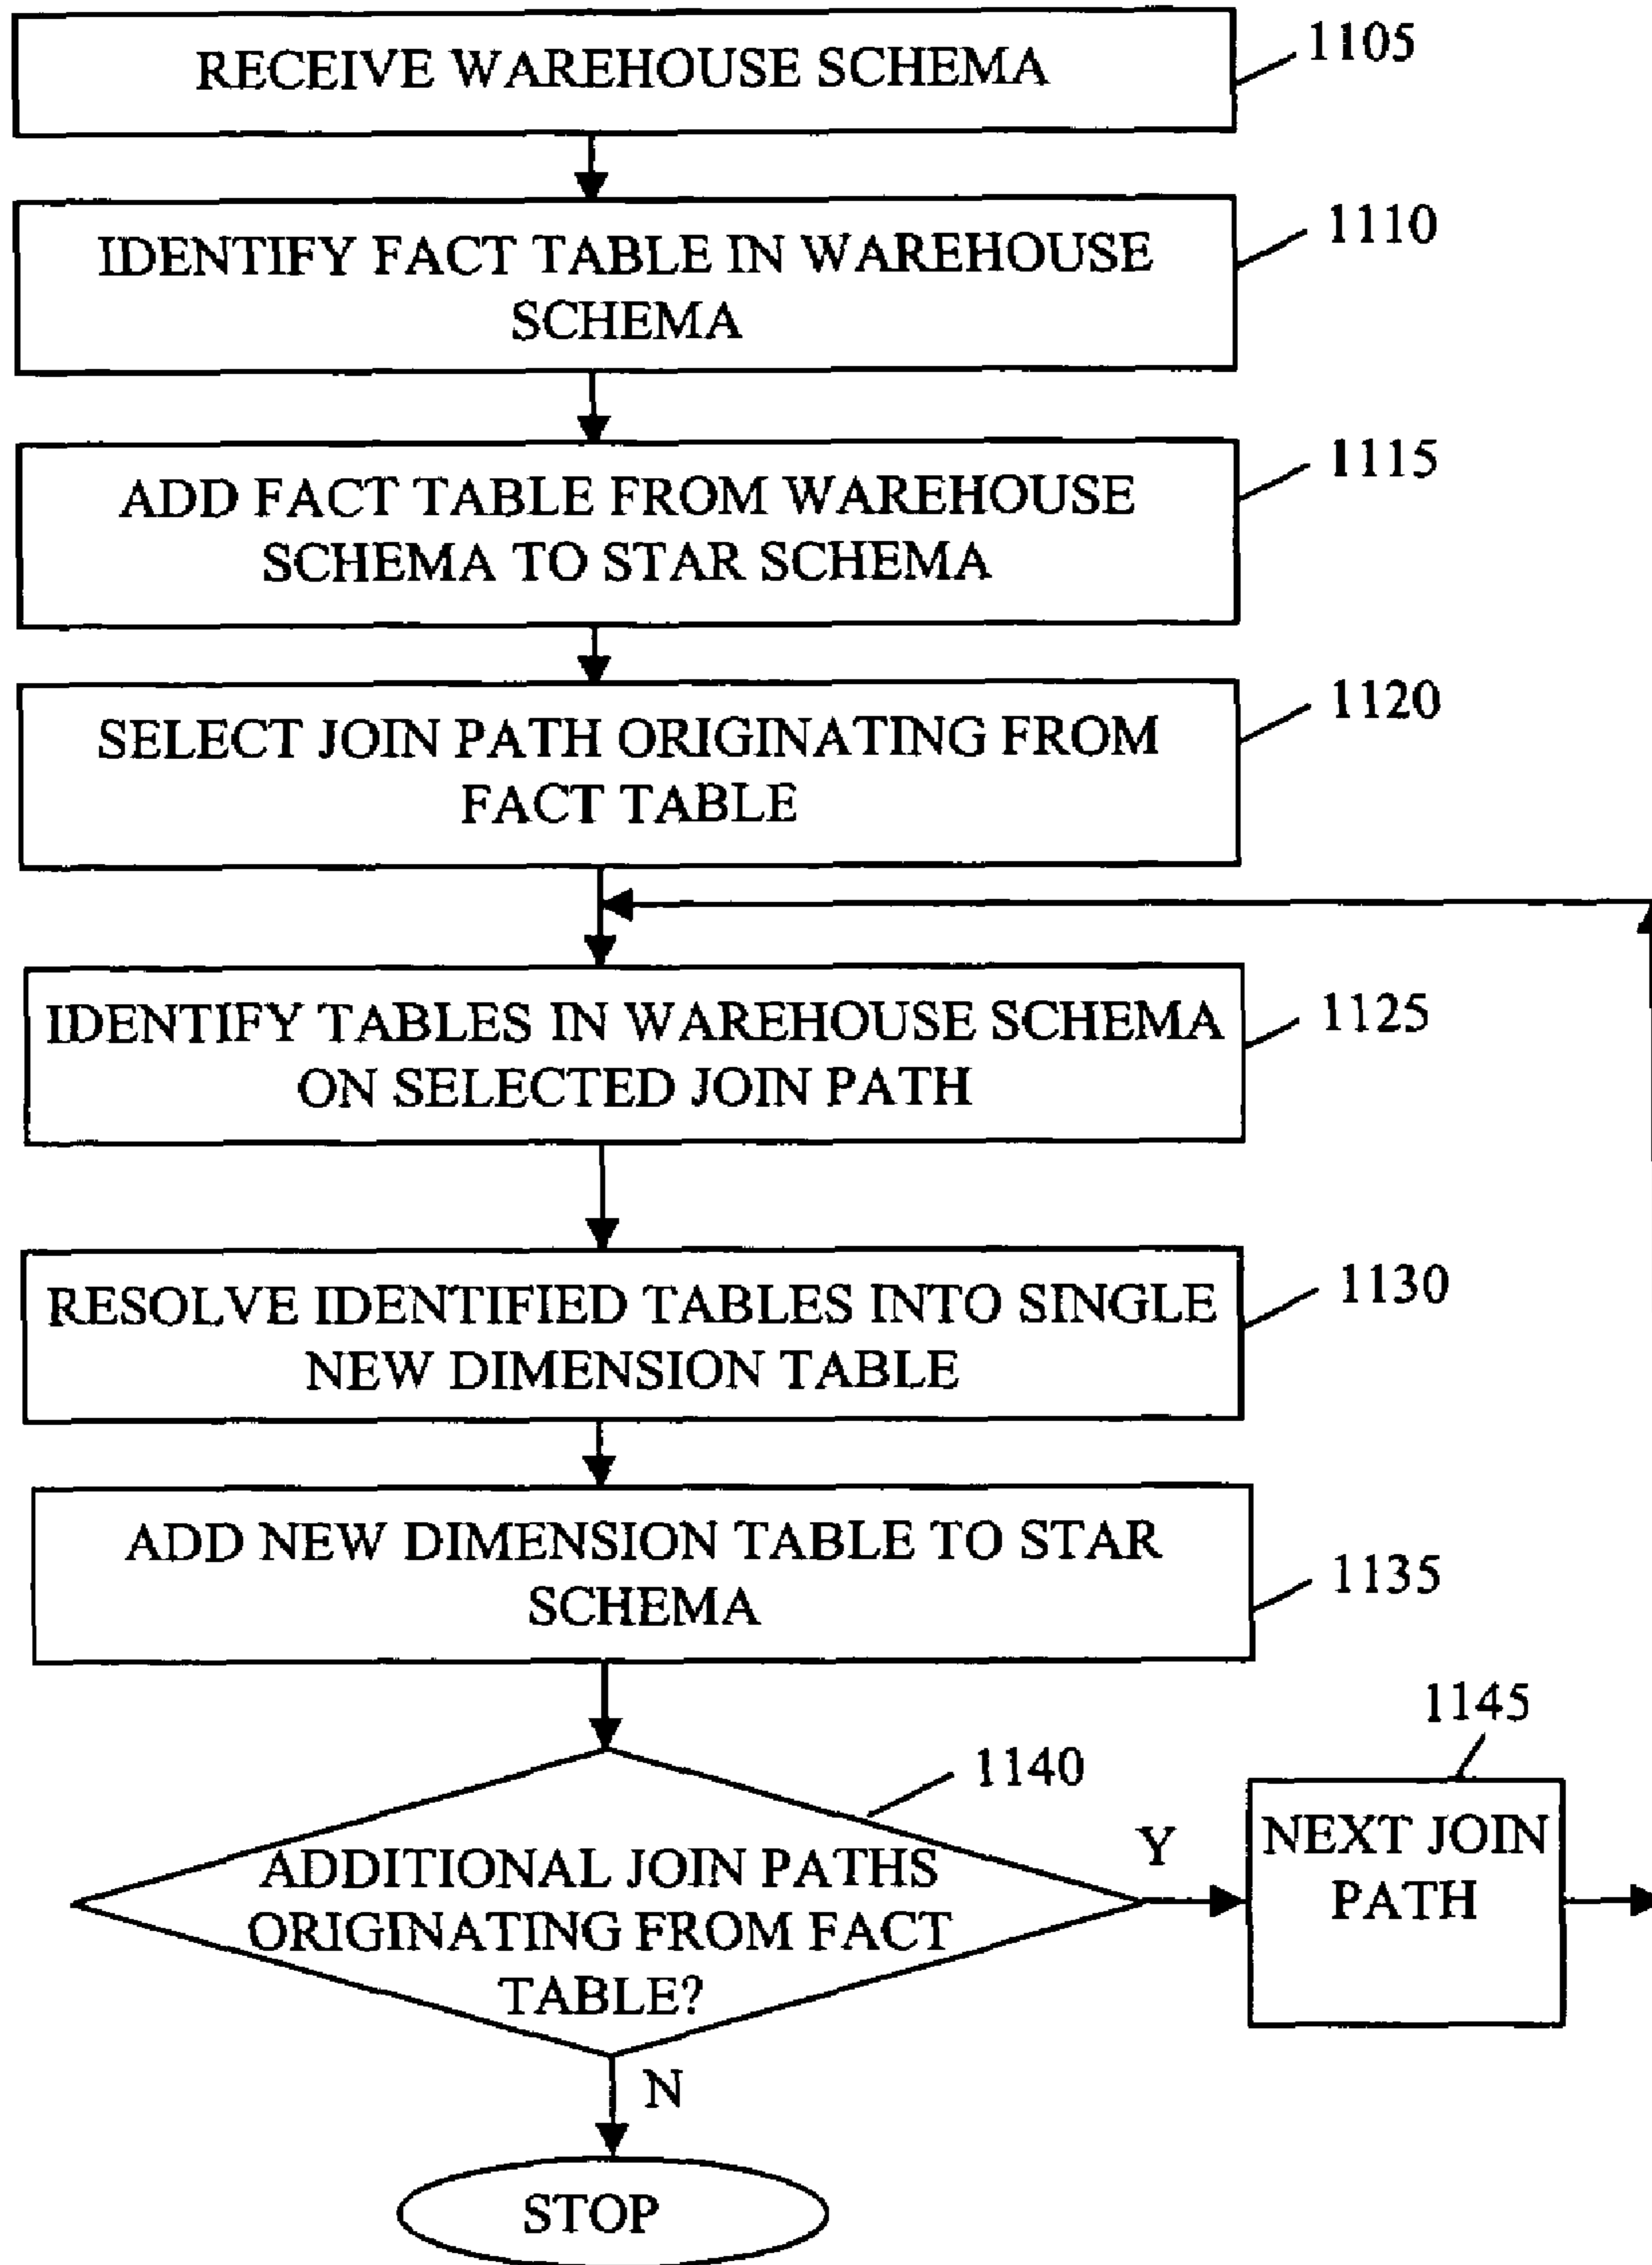 RECEIVE WAREHOUSE SCHEMA
1105
IDENTIFY FACT TABLE IN WAREHOUSE
SCHEMA
1110
ADD FACT TABLE FROM WAREHOUSE
SCHEMA TO STAR SCHEMA
1115
SELECT JOIN PATH ORIGINATING FROM
FACT TABLE
1120
IDENTIFY TABLES IN WAREHOUSE SCHEMA
ON SELECTED JOIN PATH
1125
RESOLVE IDENTIFIED TABLES INTO SINGLE
NEW DIMENSION TABLE
1130
ADD NEW DIMENSION TABLE TO STAR
SCHEMA
1135
ADDITIONAL JOIN PATHS
ORIGINATING FROM FACT
TABLE?
1140
Y
1145
NEXT JOIN
PATH
N
STOP